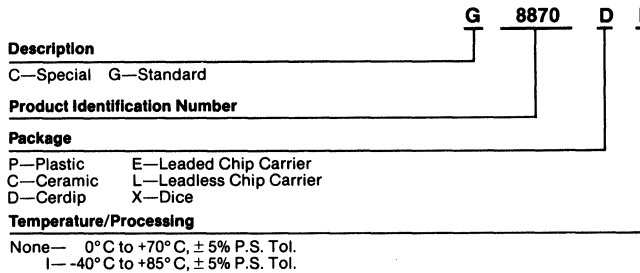 G 8870 D I
Description
C—Special G—Standard
Product Identification Number
Package
P—Plastic E—Leaded Chip Carrier
C—Ceramic L—Leadless Chip Carrier
D—Cerdip X—Dice
Temperature/Processing
None— 0°C to +70°C, ± 5% P.S. Tol.
I— -40°C to +85°C, ± 5% P.S. Tol.